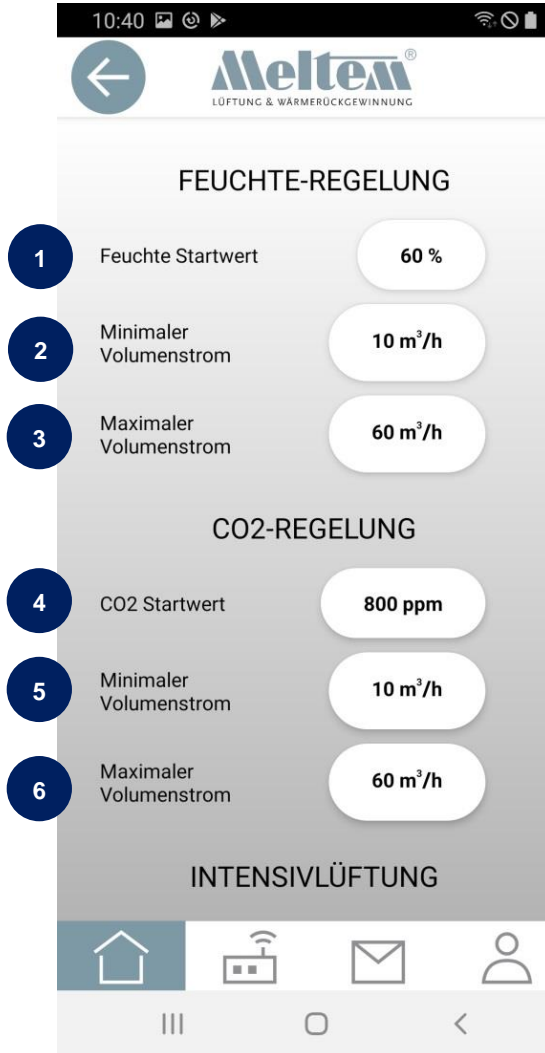 10:40
Meltem®
LÜFTUNG & WÄRMERÜCKGEWINNUNG
FEUCHTE-REGELUNG
1 Feuchte Startwert 60 %
2 Minimaler Volumenstrom 10 m³/h
3 Maximaler Volumenstrom 60 m³/h
CO2-REGELUNG
4 CO2 Startwert 800 ppm
5 Minimaler Volumenstrom 10 m³/h
6 Maximaler Volumenstrom 60 m³/h
INTENSIVLÜFTUNG